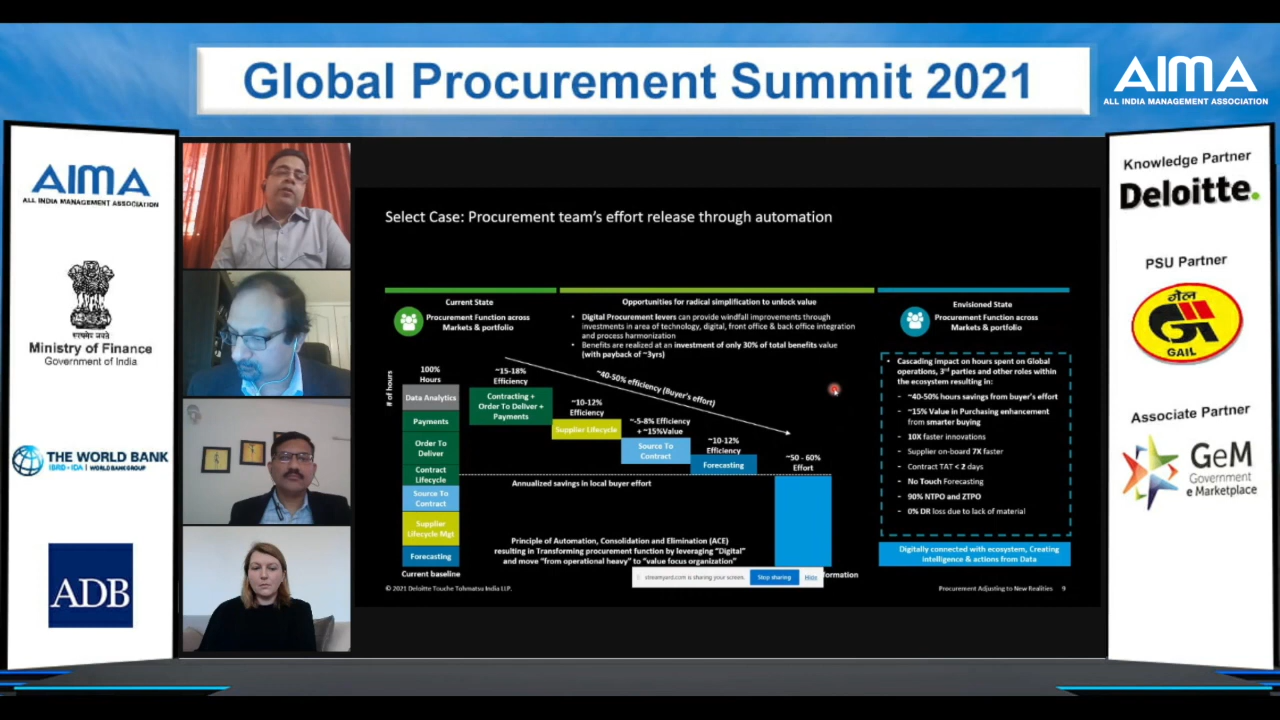 Global Procurement Summit 2021
AIMA
ALL INDIA MANAGEMENT ASSOCIATION
AIMA
ALL INDIA MANAGEMENT ASSOCIATION
सत्यमेव जयते
Ministry of Finance
Government of India
THE WORLD BANK
IBRD • IDA | WORLD BANK GROUP
ADB
Select Case: Procurement team's effort release through automation
Current State
Procurement Function across
Markets & portfolio
Opportunities for radical simplification to unlock value
• Digital Procurement levers can provide windfall improvements through
investments in area of technology, digital, front office & back office integration
and process harmonization
• Benefits are realized at an investment of only 30% of total benefits value
(with payback of ~3yrs)
Envisioned State
Procurement Function across
Markets & portfolio
# of hours
100%
Hours
Data Analytics
Payments
Order To
Deliver
Contract
Lifecycle
Source To
Contract
Supplier
Lifecycle Mgt
Forecasting
Current baseline
~15-18%
Efficiency
Contracting +
Order To Deliver +
Payments
~10-12%
Efficiency
Supplier Lifecycle
~40-50% efficiency (Buyer's effort)
~5-8% Efficiency
+ ~15%Value
Source To
Contract
~10-12%
Efficiency
Forecasting
~50 - 60%
Effort
Annualized savings in local buyer effort
Principle of Automation, Consolidation and Elimination (ACE)
resulting in Transforming procurement function by leveraging "Digital"
and move "from operational heavy" to "value focus organization"
streamyard.com is sharing your screen.
Stop sharing
Hide
formation
• Cascading impact on hours spent on Global
operations, 3rd parties and other roles within
the ecosystem resulting in:
- ~40-50% hours savings from buyer's effort
- ~15% Value in Purchasing enhancement
from smarter buying
- 10X faster innovations
- Supplier on-board 7X faster
- Contract TAT < 2 days
- No Touch Forecasting
- 90% NTPO and ZTPO
- 0% DR loss due to lack of material
Digitally connected with ecosystem, Creating
intelligence & actions from Data
© 2021 Deloitte Touche Tohmatsu India LLP.
Procurement Adjusting to New Realities 9
Knowledge Partner
Deloitte.
PSU Partner
गेल
GAIL
Associate Partner
GeM
Government
e Marketplace